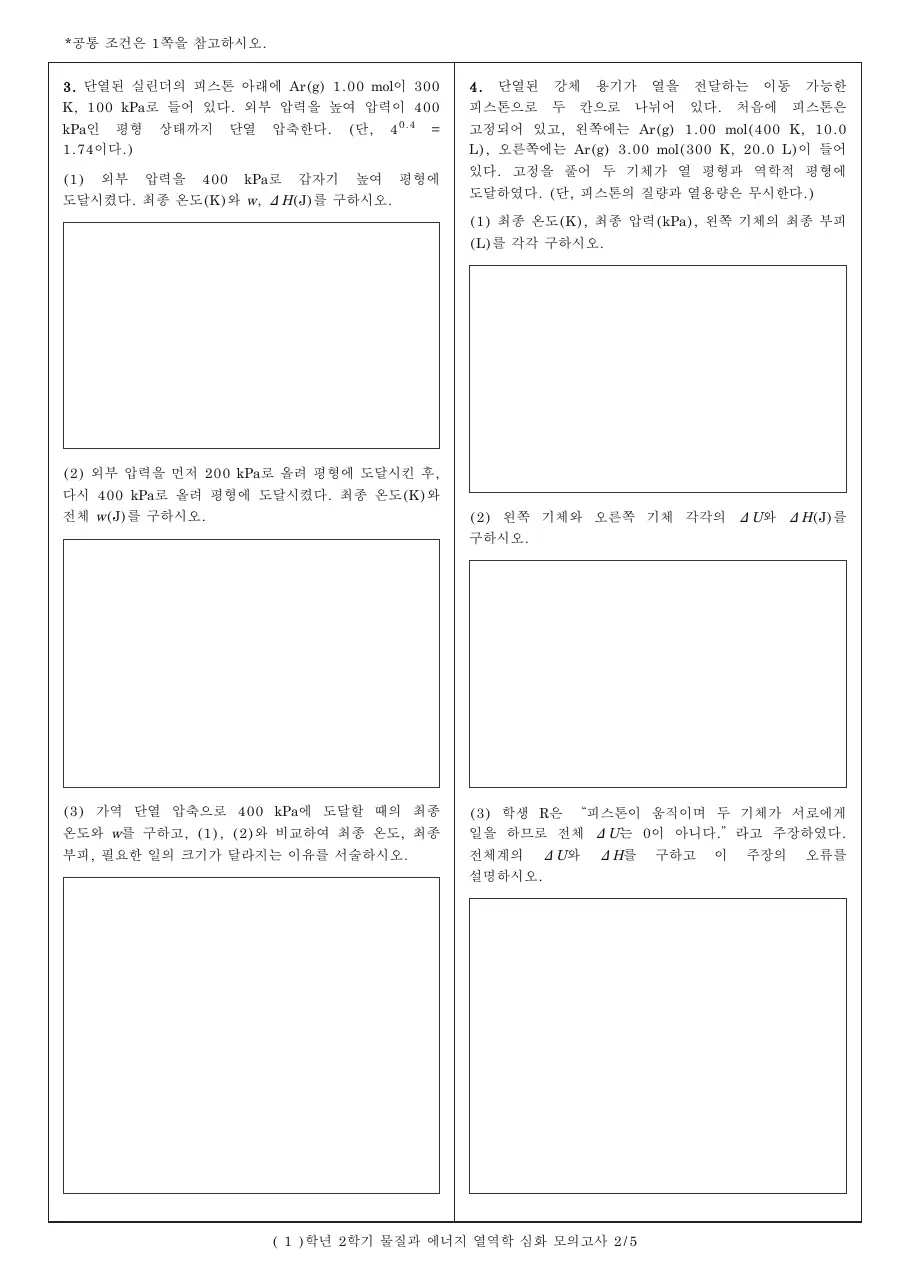 *공통 조건은 1쪽을 참고하시오.
3. 단열된 실린더의 피스톤 아래에 Ar(g) 1.00 mol이 300
K, 100 kPa로 들어 있다. 외부 압력을 높여 압력이 400
kPa인 평형 상태까지 단열 압축한다. (단, 4^0.4 =
1.74이다.)
(1) 외부 압력을 400 kPa로 갑자기 높여 평형에
도달시켰다. 최종 온도(K)와 w, ΔH(J)를 구하시오.
(2) 외부 압력을 먼저 200 kPa로 올려 평형에 도달시킨 후,
다시 400 kPa로 올려 평형에 도달시켰다. 최종 온도(K)와
전체 w(J)를 구하시오.
(3) 가역 단열 압축으로 400 kPa에 도달할 때의 최종
온도와 w를 구하고, (1), (2)와 비교하여 최종 온도, 최종
부피, 필요한 일의 크기가 달라지는 이유를 서술하시오.
4. 단열된 강체 용기가 열을 전달하는 이동 가능한
피스톤으로 두 칸으로 나뉘어 있다. 처음에 피스톤은
고정되어 있고, 왼쪽에는 Ar(g) 1.00 mol(400 K, 10.0
L), 오른쪽에는 Ar(g) 3.00 mol(300 K, 20.0 L)이 들어
있다. 고정을 풀어 두 기체가 열 평형과 역학적 평형에
도달하였다. (단, 피스톤의 질량과 열용량은 무시한다.)
(1) 최종 온도(K), 최종 압력(kPa), 왼쪽 기체의 최종 부피
(L)를 각각 구하시오.
(2) 왼쪽 기체와 오른쪽 기체 각각의 ΔU와 ΔH(J)를
구하시오.
(3) 학생 R은 “피스톤이 움직이며 두 기체가 서로에게
일을 하므로 전체 ΔU는 0이 아니다.” 라고 주장하였다.
전체계의 ΔU와 ΔH를 구하고 이 주장의 오류를
설명하시오.
( 1 )학년 2학기 물질과 에너지 열역학 심화 모의고사 2/5